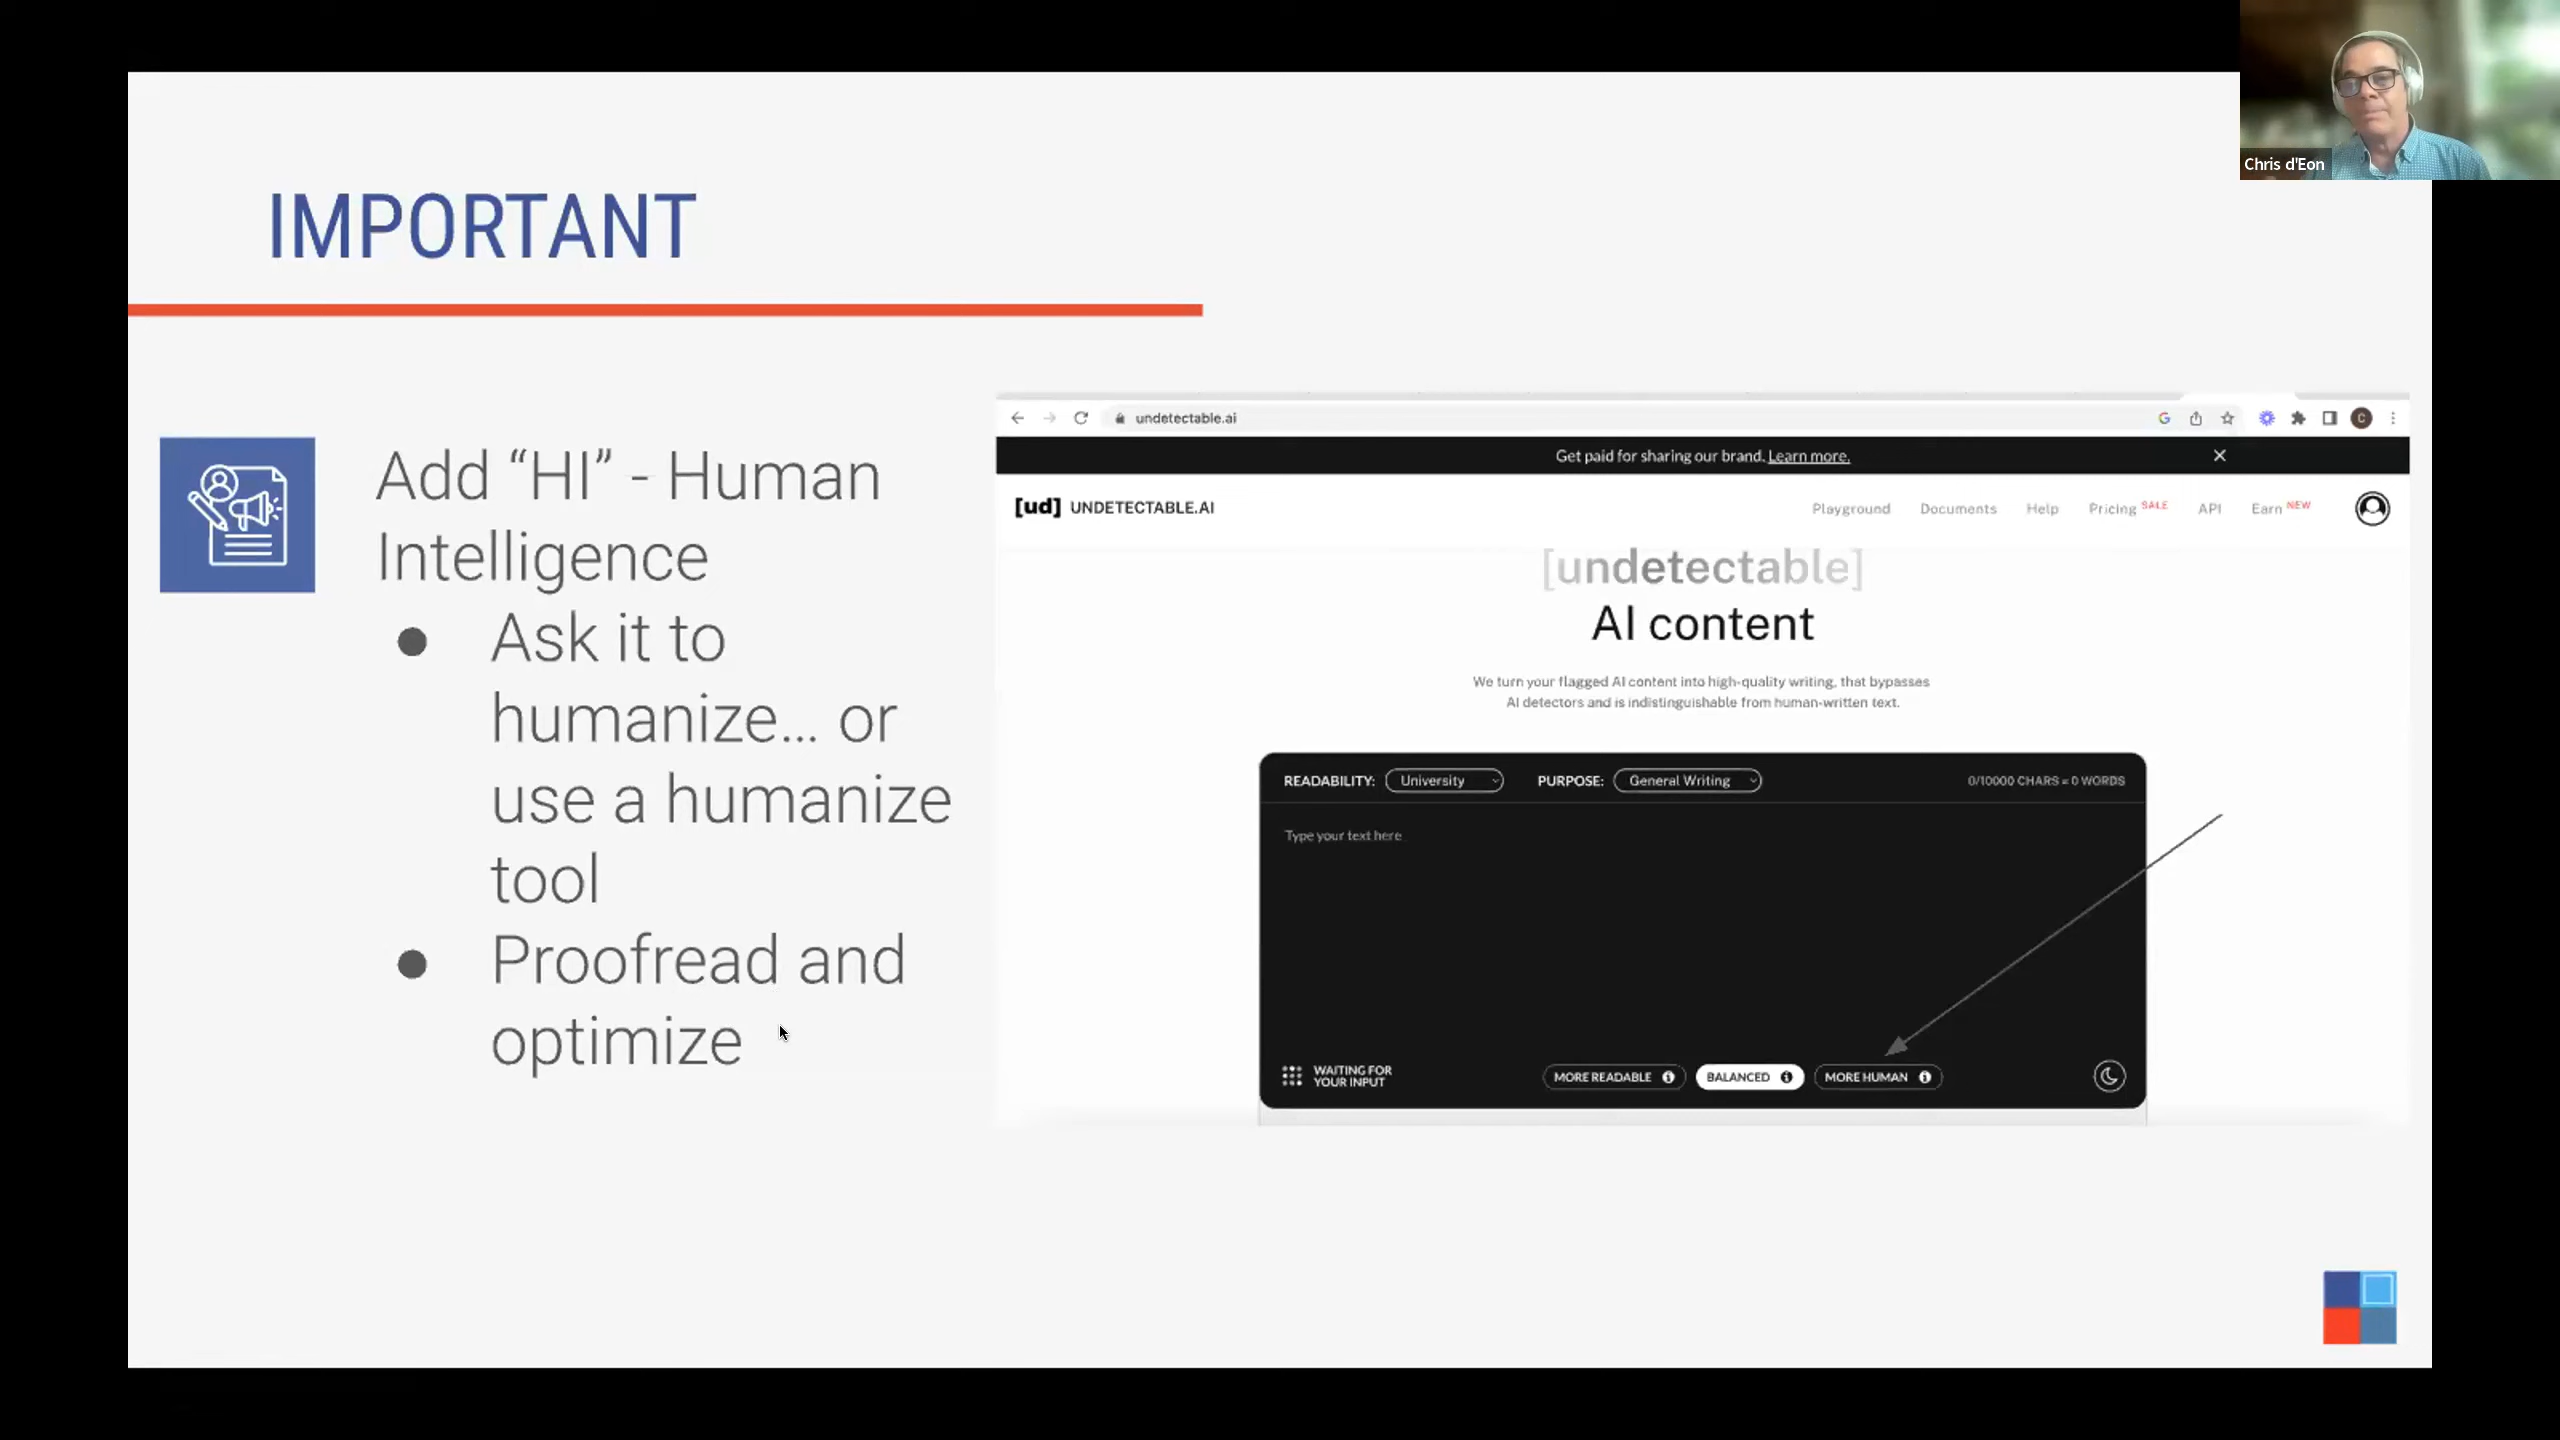 Chris d'Eon
IMPORTANT
Add “HI” - Human
Intelligence
● Ask it to
humanize... or
use a humanize
tool
● Proofread and
optimize
undetectable.ai
C
Get paid for sharing our brand. Learn more.
[ud] UNDETECTABLE.AI
Playground Documents Help Pricing SALE API Earn NEW
[undetectable]
AI content
We turn your flagged AI content into high-quality writing, that bypasses
AI detectors and is indistinguishable from human-written text.
READABILITY: University PURPOSE: General Writing 0/10000 CHARS = 0 WORDS
Type your text here
WAITING FOR
YOUR INPUT
MORE READABLE BALANCED MORE HUMAN